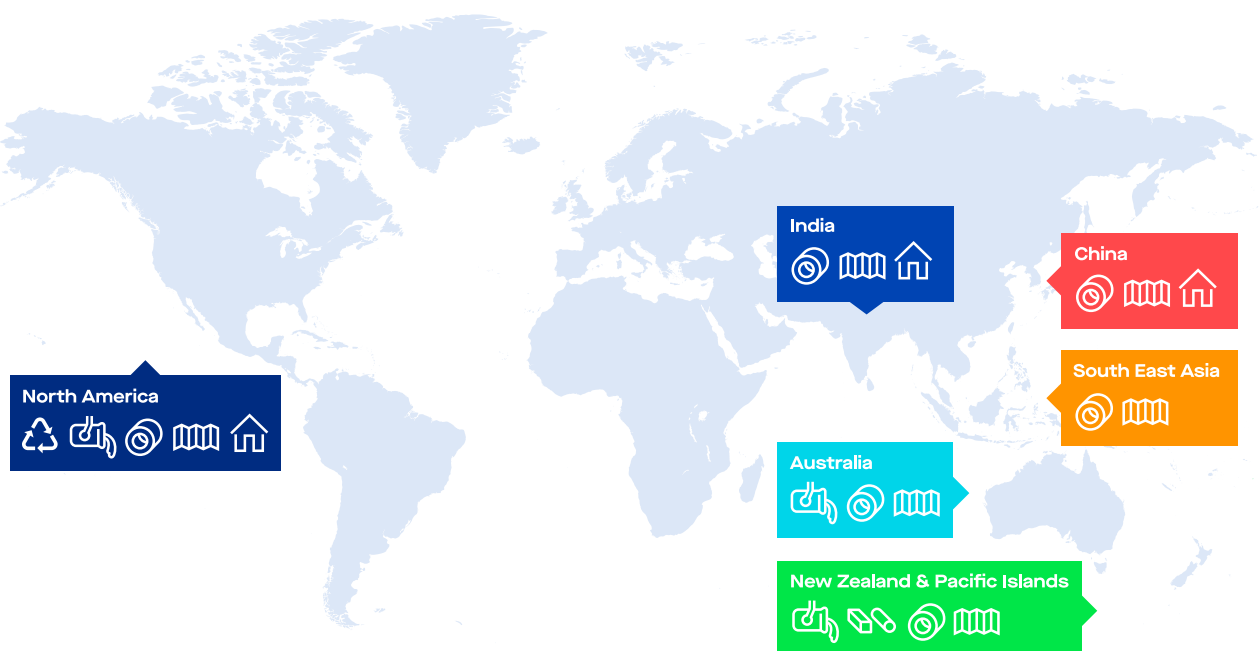 India
China
North America
South East Asia
Australia
New Zealand & Pacific Islands